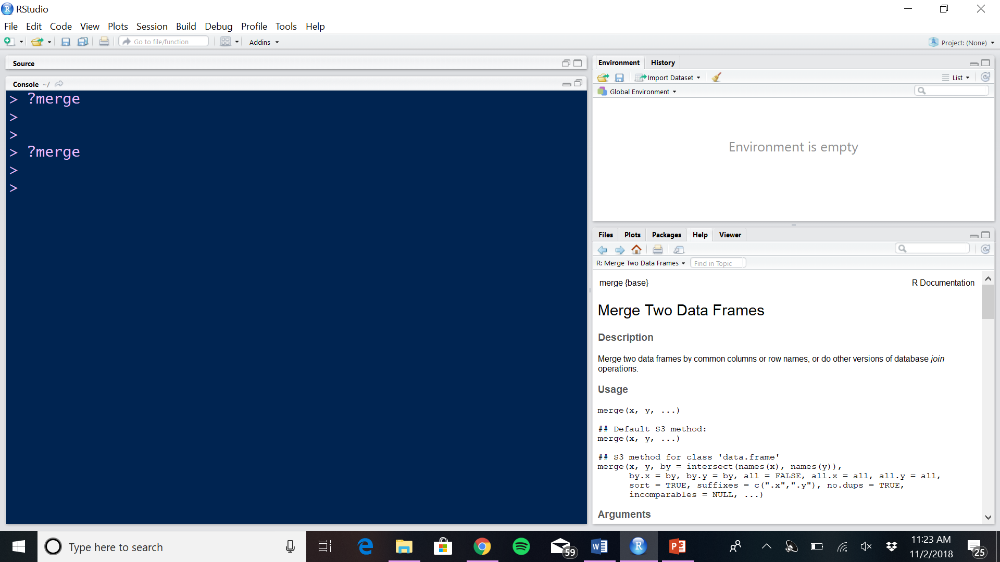 RStudio
File Edit Code View Plots Session Build Debug Profile Tools Help
Go to file/function Addins Project: (None)
Source
Console ~/
> ?merge
>
>
> ?merge
>
>
Environment History
Import Dataset List
Global Environment
Environment is empty
Files Plots Packages Help Viewer
R: Merge Two Data Frames Find in Topic
merge {base} R Documentation
Merge Two Data Frames
Description
Merge two data frames by common columns or row names, or do other versions of database join
operations.
Usage
merge(x, y, ...)
## Default S3 method:
merge(x, y, ...)
## S3 method for class 'data.frame'
merge(x, y, by = intersect(names(x), names(y)),
      by.x = by, by.y = by, all = FALSE, all.x = all, all.y = all,
      sort = TRUE, suffixes = c(".x",".y"), no.dups = TRUE,
      incomparables = NULL, ...)
Arguments
Type here to search
59
11:23 AM
11/2/2018
25